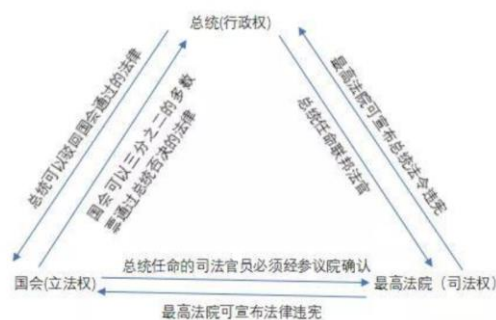 总统(行政权)
总统可以驳回国会通过的法律
国会可以三分之二的多数
票通过总统否决的法律
总统任命联邦法官
最高法院可宣布总统法令违宪
国会(立法权)
总统任命的司法官员必须经参议院确认
最高法院（司法权）
最高法院可宣布法律违宪